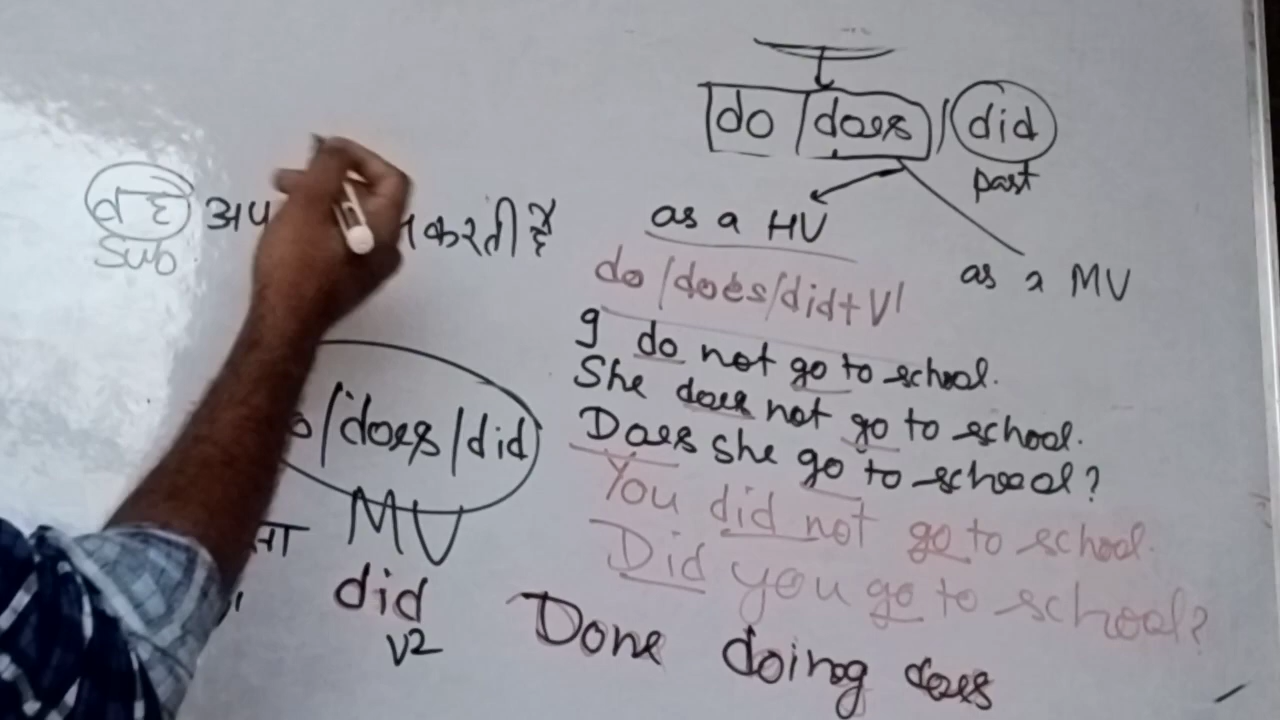 do / does / did
past
as a HV
as a MV
do/does/did+V1
वह अप करती है
Sub
I do not go to school.
She does not go to school.
Does she go to school?
/does/did
You did not go to school.
MV
Did you go to school?
did
V2
Done doing does